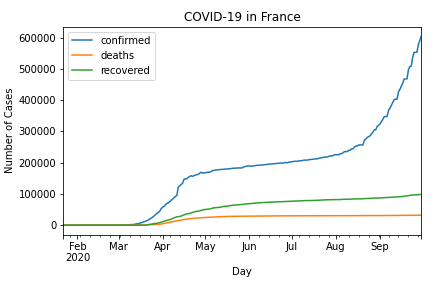 COVID-19 in France
confirmed
deaths
recovered
600000
500000
400000
300000
200000
100000
0
Number of Cases
Feb Mar Apr May Jun Jul Aug Sep
2020
Day